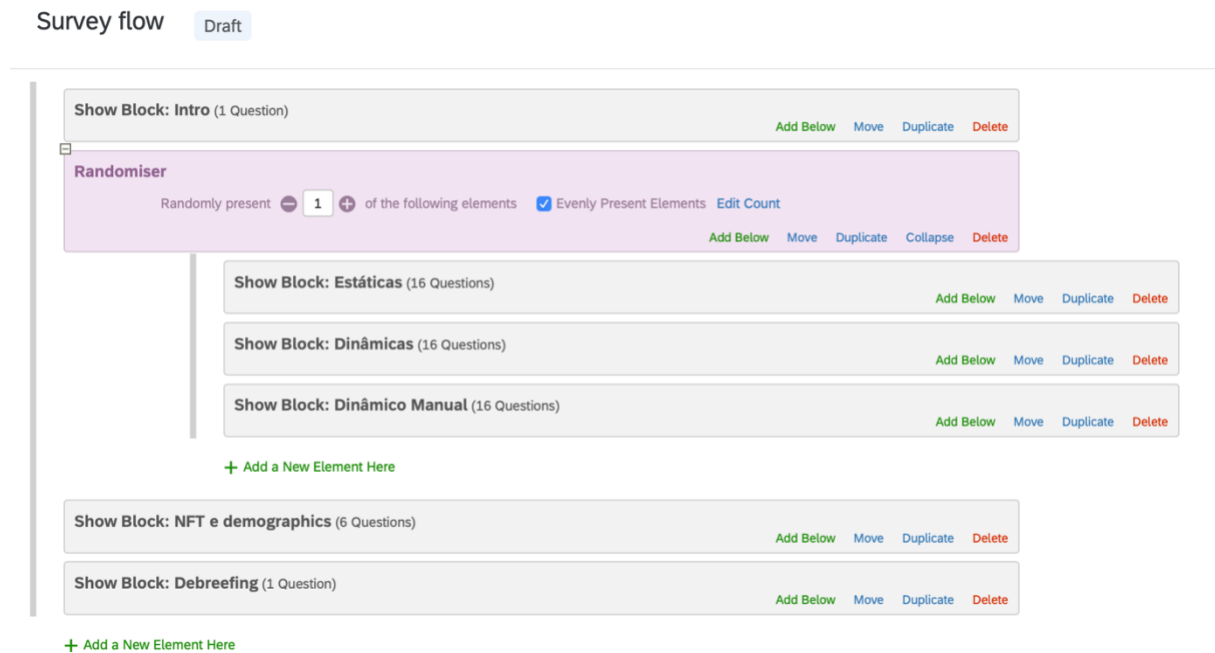 Survey flow Draft
Show Block: Intro (1 Question)
Add Below Move Duplicate Delete
Randomiser
Randomly present 1 of the following elements Evenly Present Elements Edit Count
Add Below Move Duplicate Collapse Delete
Show Block: Estáticas (16 Questions)
Add Below Move Duplicate Delete
Show Block: Dinâmicas (16 Questions)
Add Below Move Duplicate Delete
Show Block: Dinâmico Manual (16 Questions)
Add Below Move Duplicate Delete
+ Add a New Element Here
Show Block: NFT e demographics (6 Questions)
Add Below Move Duplicate Delete
Show Block: Debreefing (1 Question)
Add Below Move Duplicate Delete
+ Add a New Element Here